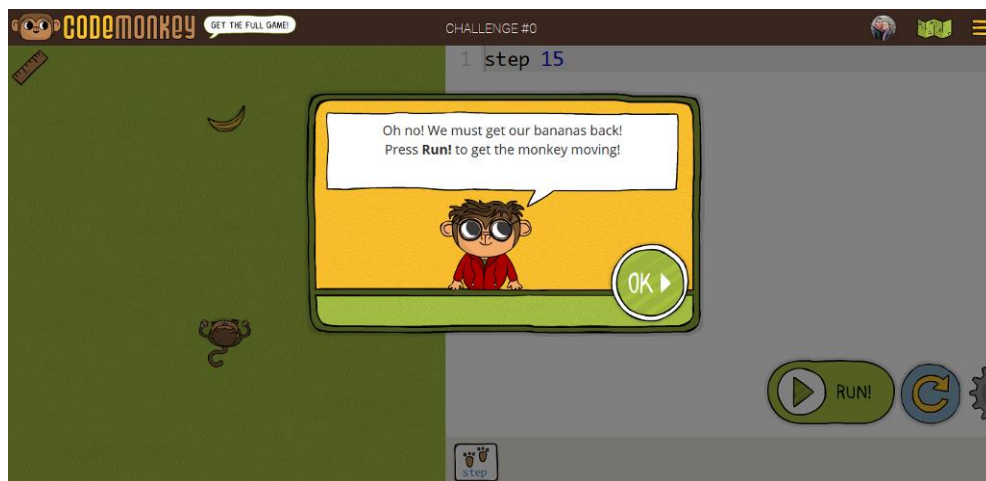 CODEMONKEY
GET THE FULL GAME!
CHALLENGE #0
1 step 15
Oh no! We must get our bananas back!
Press Run! to get the monkey moving!
OK
RUN!
step